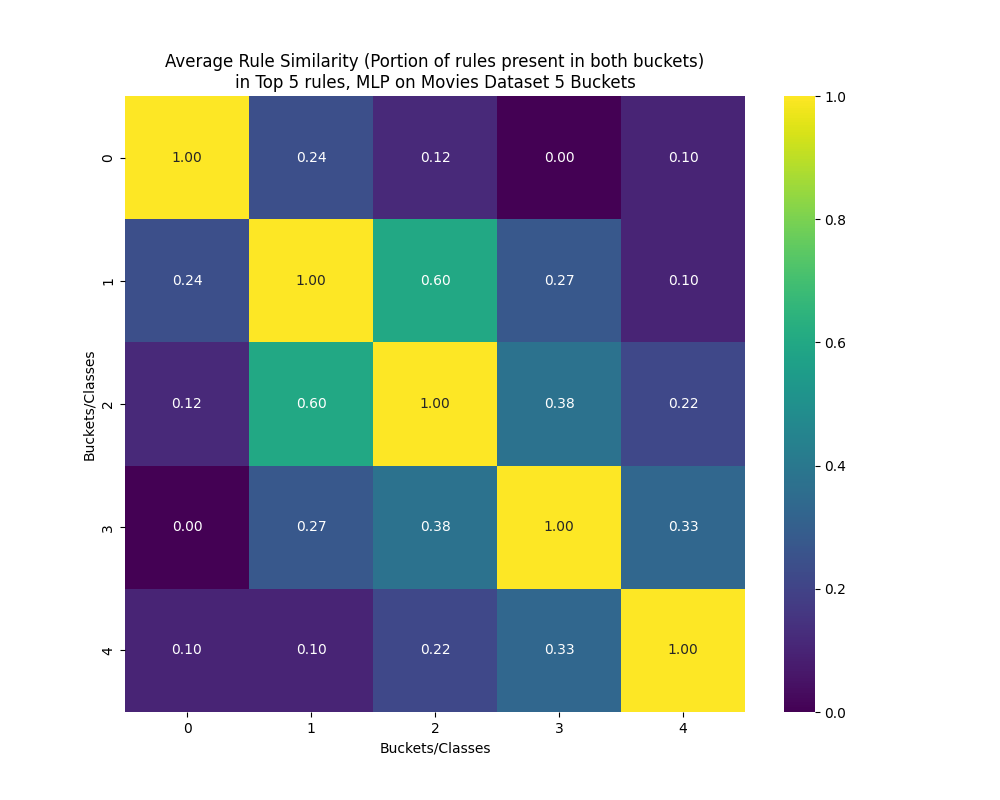 Average Rule Similarity (Portion of rules present in both buckets)
in Top 5 rules, MLP on Movies Dataset 5 Buckets
1.0
0 1.00 0.24 0.12 0.00 0.10
0.8
1 0.24 1.00 0.60 0.27 0.10
0.6
Buckets/Classes
2 0.12 0.60 1.00 0.38 0.22
0.4
3 0.00 0.27 0.38 1.00 0.33
0.2
4 0.10 0.10 0.22 0.33 1.00
0.0
0 1 2 3 4
Buckets/Classes